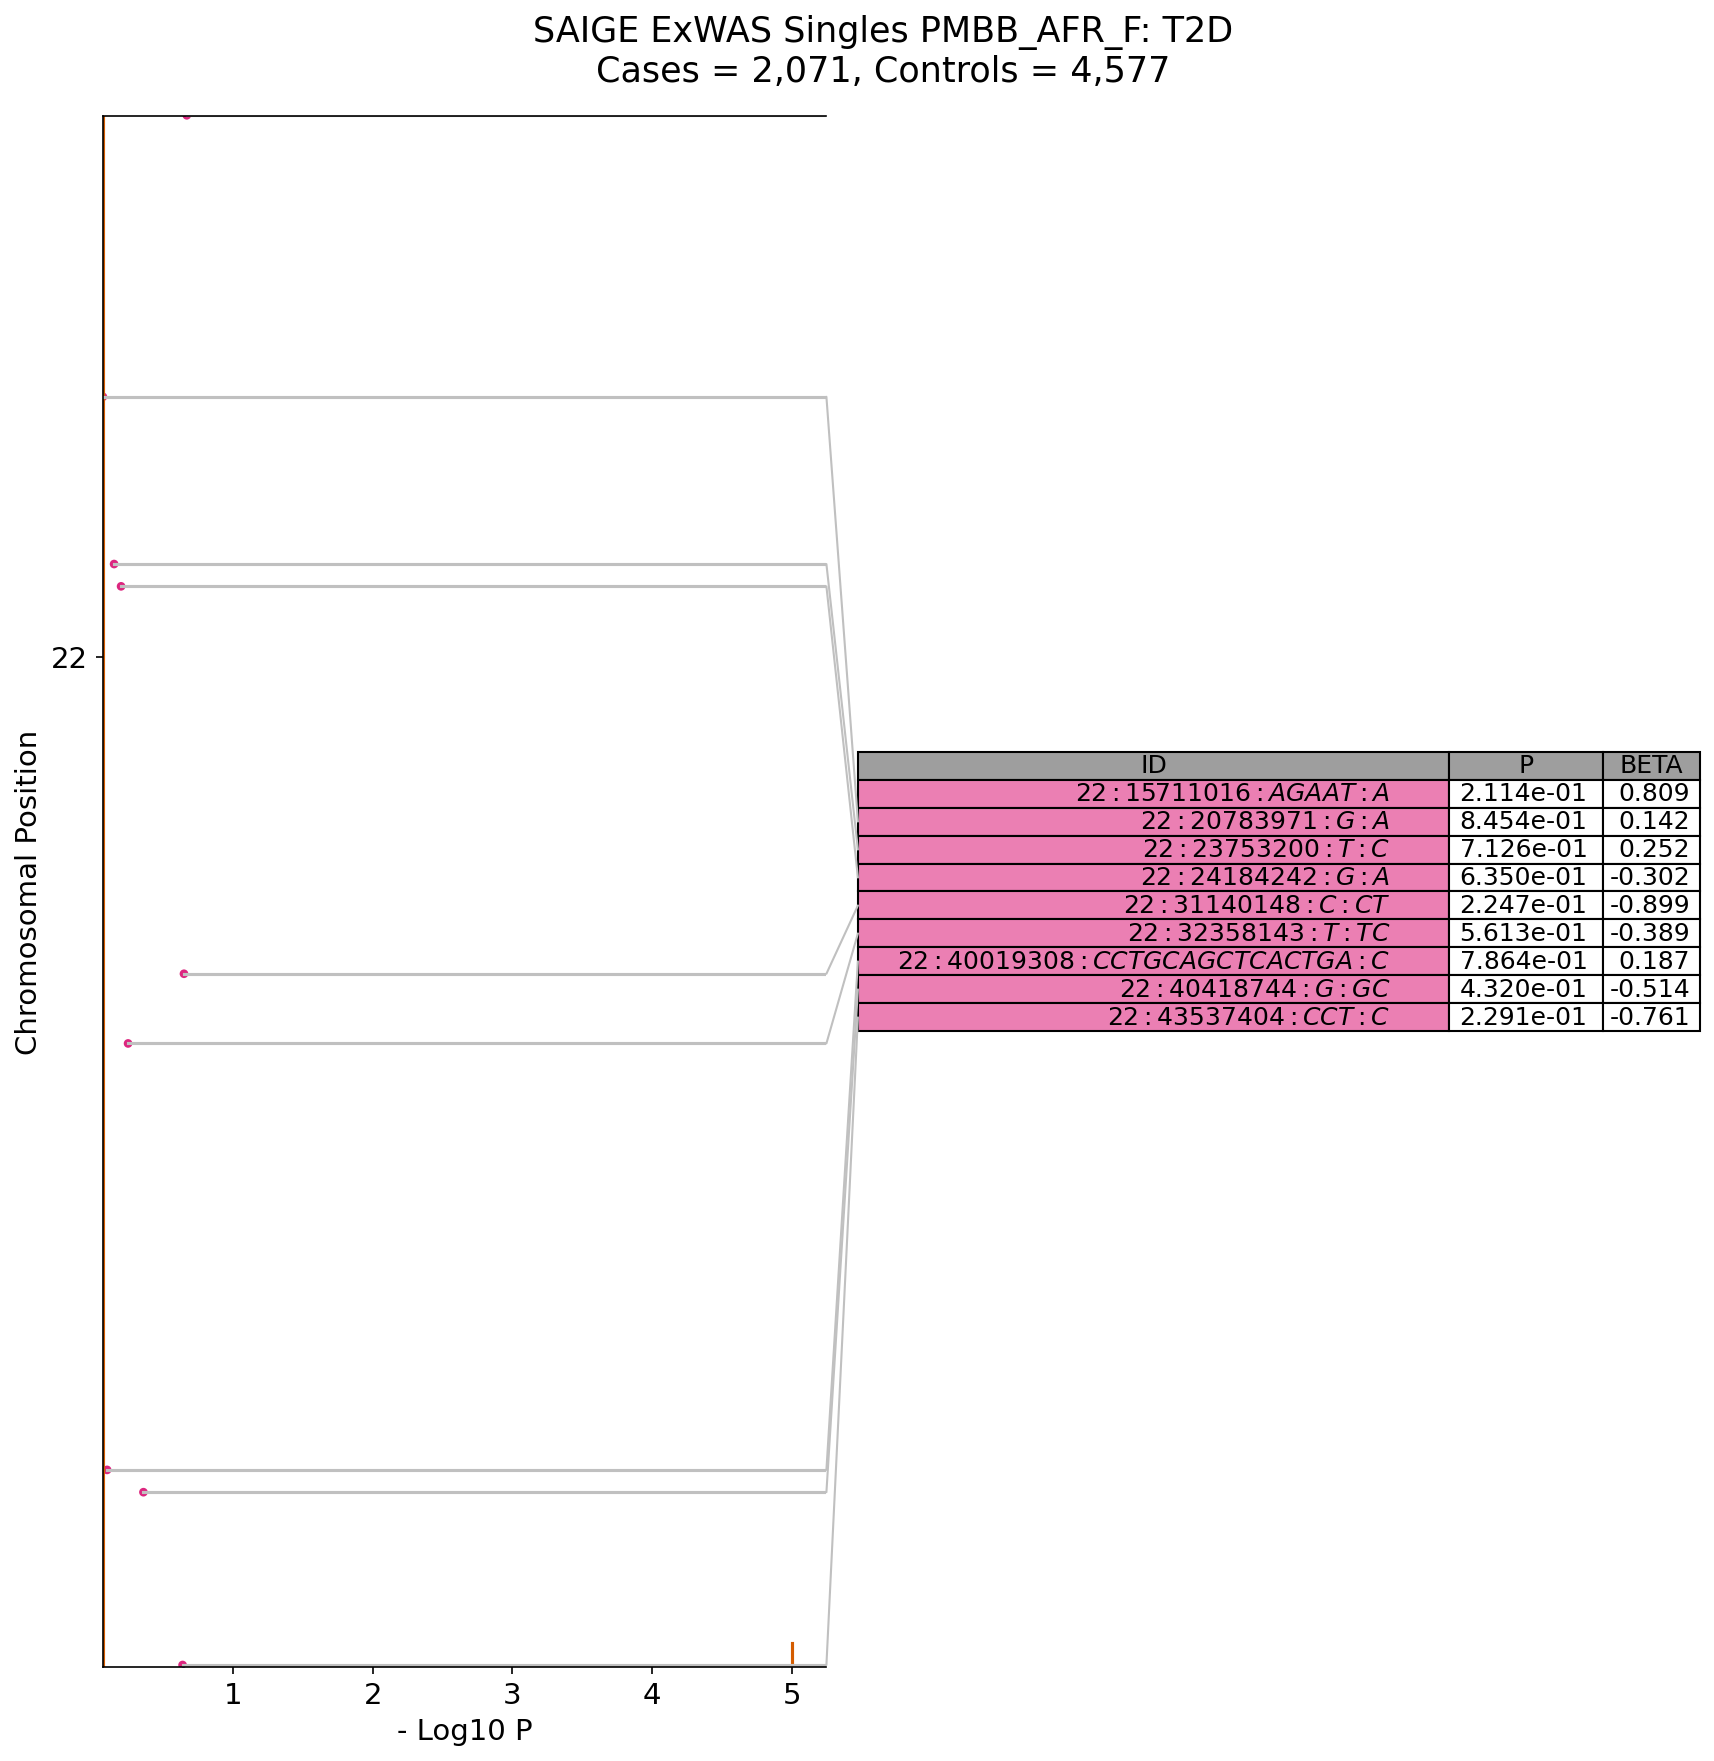 SAIGE ExWAS Singles PMBB_AFR_F: T2D
Cases = 2,071, Controls = 4,577
22
Chromosomal Position
ID P BETA
22:15711016:AGAAT:A 2.114e-01 0.809
22:20783971:G:A 8.454e-01 0.142
22:23753200:T:C 7.126e-01 0.252
22:24184242:G:A 6.350e-01 -0.302
22:31140148:C:CT 2.247e-01 -0.899
22:32358143:T:TC 5.613e-01 -0.389
22:40019308:CCTGCAGCTCACTGA:C 7.864e-01 0.187
22:40418744:G:GC 4.320e-01 -0.514
22:43537404:CCT:C 2.291e-01 -0.761
1 2 3 4 5
- Log10 P